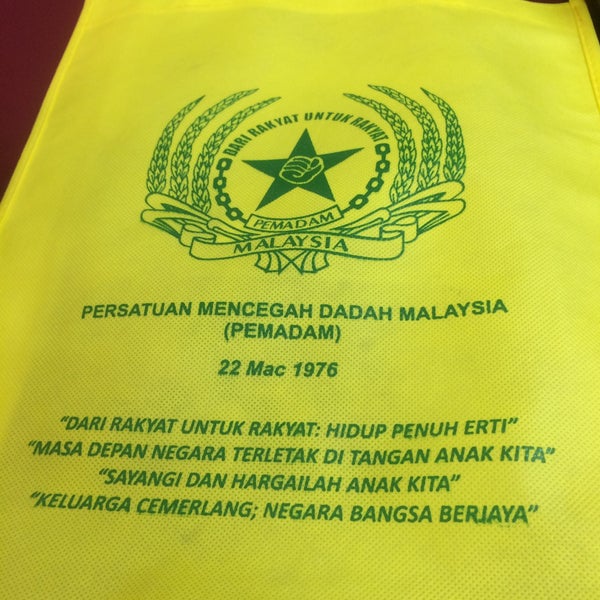 DARI RAKYAT UNTUK RAKYAT
PEMADAM
MALAYSIA
PERSATUAN MENCEGAH DADAH MALAYSIA
(PEMADAM)
22 Mac 1976
“DARI RAKYAT UNTUK RAKYAT: HIDUP PENUH ERTI”
“MASA DEPAN NEGARA TERLETAK DI TANGAN ANAK KITA”
“SAYANGI DAN HARGAILAH ANAK KITA”
“KELUARGA CEMERLANG; NEGARA BANGSA BERJAYA”